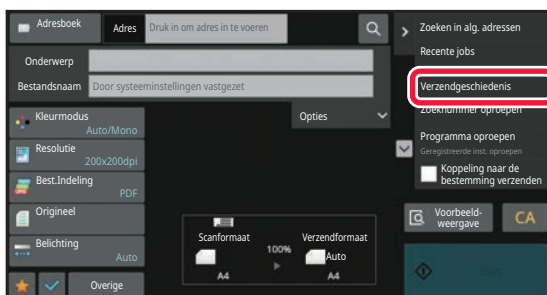 Adresboek
Adres
Druk in om adres in te voeren
Onderwerp
Bestandsnaam
Door systeeminstellingen vastgezet
Kleurmodus
Auto/Mono
Resolutie
200x200dpi
Best.Indeling
PDF
Origineel
Belichting
Auto
Overige
Opties
Scanformaat
A4
100%
Verzendformaat
Auto
A4
Zoeken in alg. adressen
Recente jobs
Verzendgeschiedenis
Zoeknummer oproepen
Programma oproepen
Geregistreerde inst. oproepen
Koppeling naar de
bestemming verzenden
Voorbeeld-
weergave
CA
Start